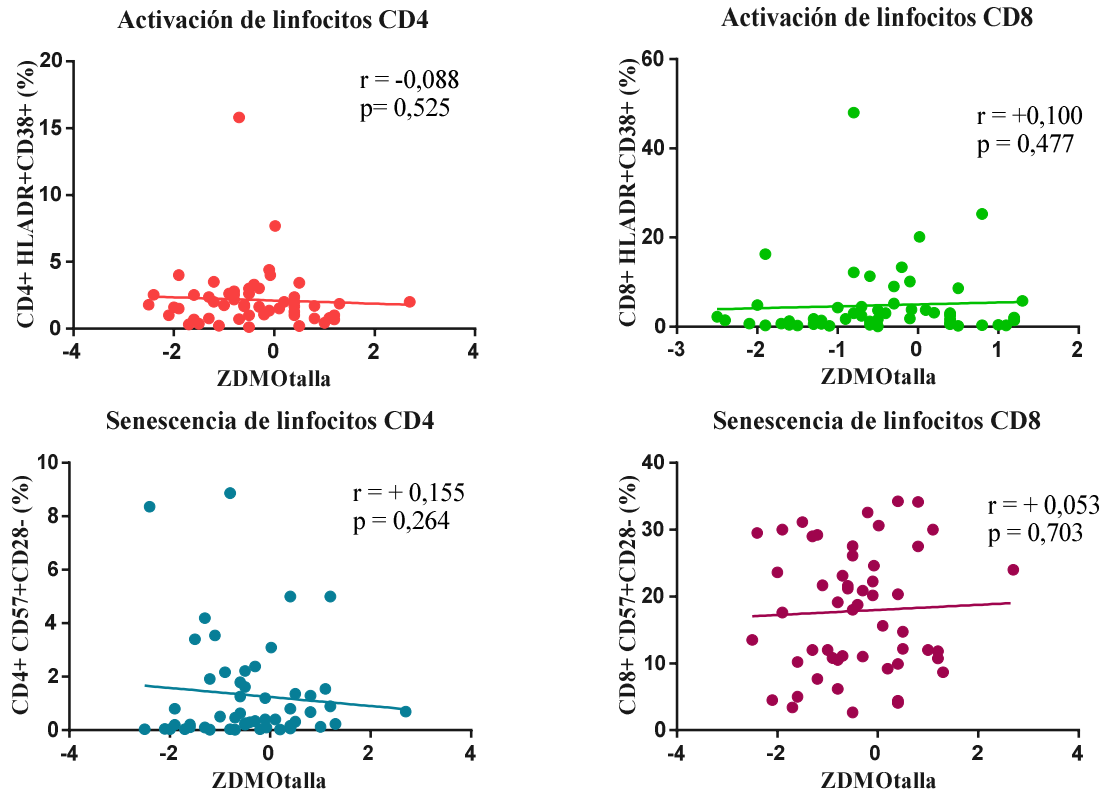 Activación de linfocitos CD4
CD4+ HLADR+CD38+ (%)
20
15
10
5
0
r = -0,088
p= 0,525
-4
-2
0
2
4
ZDMOtalla
Activación de linfocitos CD8
CD8+ HLADR+CD38+ (%)
60
40
20
0
r = +0,100
p = 0,477
-3
-2
-1
0
1
2
ZDMOtalla
Senescencia de linfocitos CD4
CD4+ CD57+CD28- (%)
10
8
6
4
2
0
r = + 0,155
p = 0,264
-4
-2
0
2
4
ZDMOtalla
Senescencia de linfocitos CD8
CD8+ CD57+CD28- (%)
40
30
20
10
0
r = + 0,053
p = 0,703
-4
-2
0
2
4
ZDMOtalla